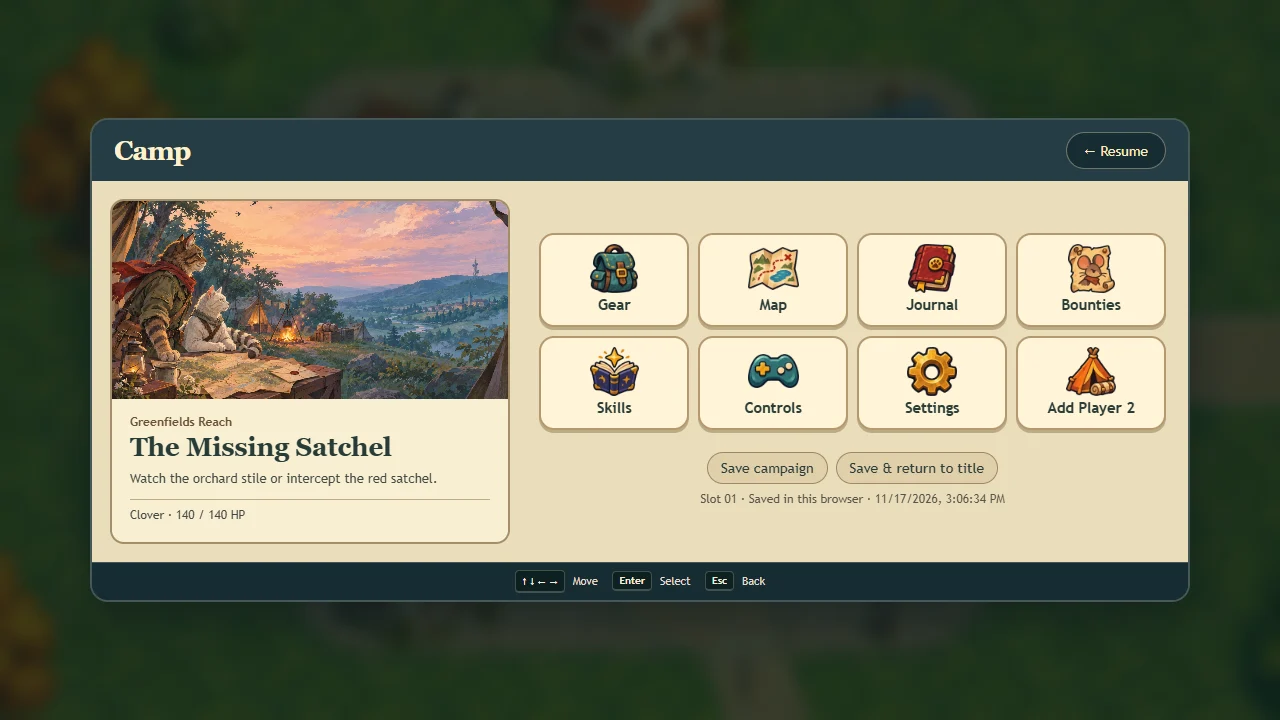 Camp
← Resume
Greenfields Reach
The Missing Satchel
Watch the orchard stile or intercept the red satchel.
Clover · 140 / 140 HP
Gear
Map
Journal
Bounties
Skills
Controls
Settings
Add Player 2
Save campaign
Save & return to title
Slot 01 · Saved in this browser · 11/17/2026, 3:06:34 PM
↑↓←→ Move Enter Select Esc Back